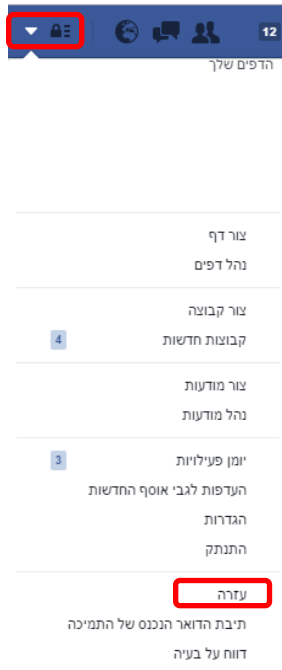 12
הדפים שלך
צור דף
נהל דפים
צור קבוצה
קבוצות חדשות 4
צור מודעות
נהל מודעות
יומן פעילויות 3
העדפות לגבי אוסף החדשות
הגדרות
התנתק
עזרה
תיבת הדואר הנכנס של התמיכה
דווח על בעיה